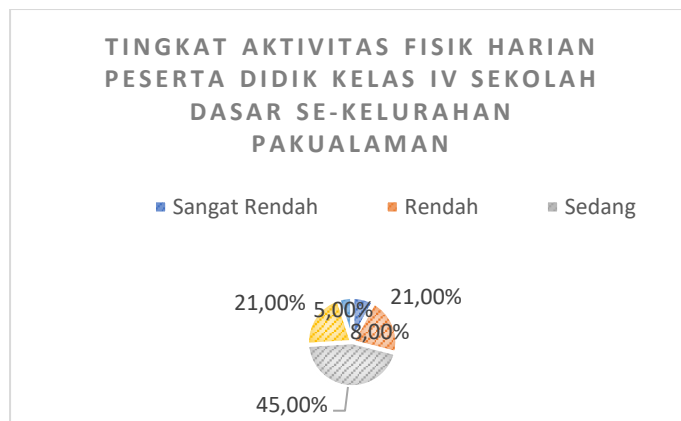 TINGKAT AKTIVITAS FISIK HARIAN
PESERTA DIDIK KELAS IV SEKOLAH
DASAR SE-KELURAHAN
PAKUALAMAN
Sangat Rendah
Rendah
Sedang
21,00%
5,00%
21,00%
8,00%
45,00%